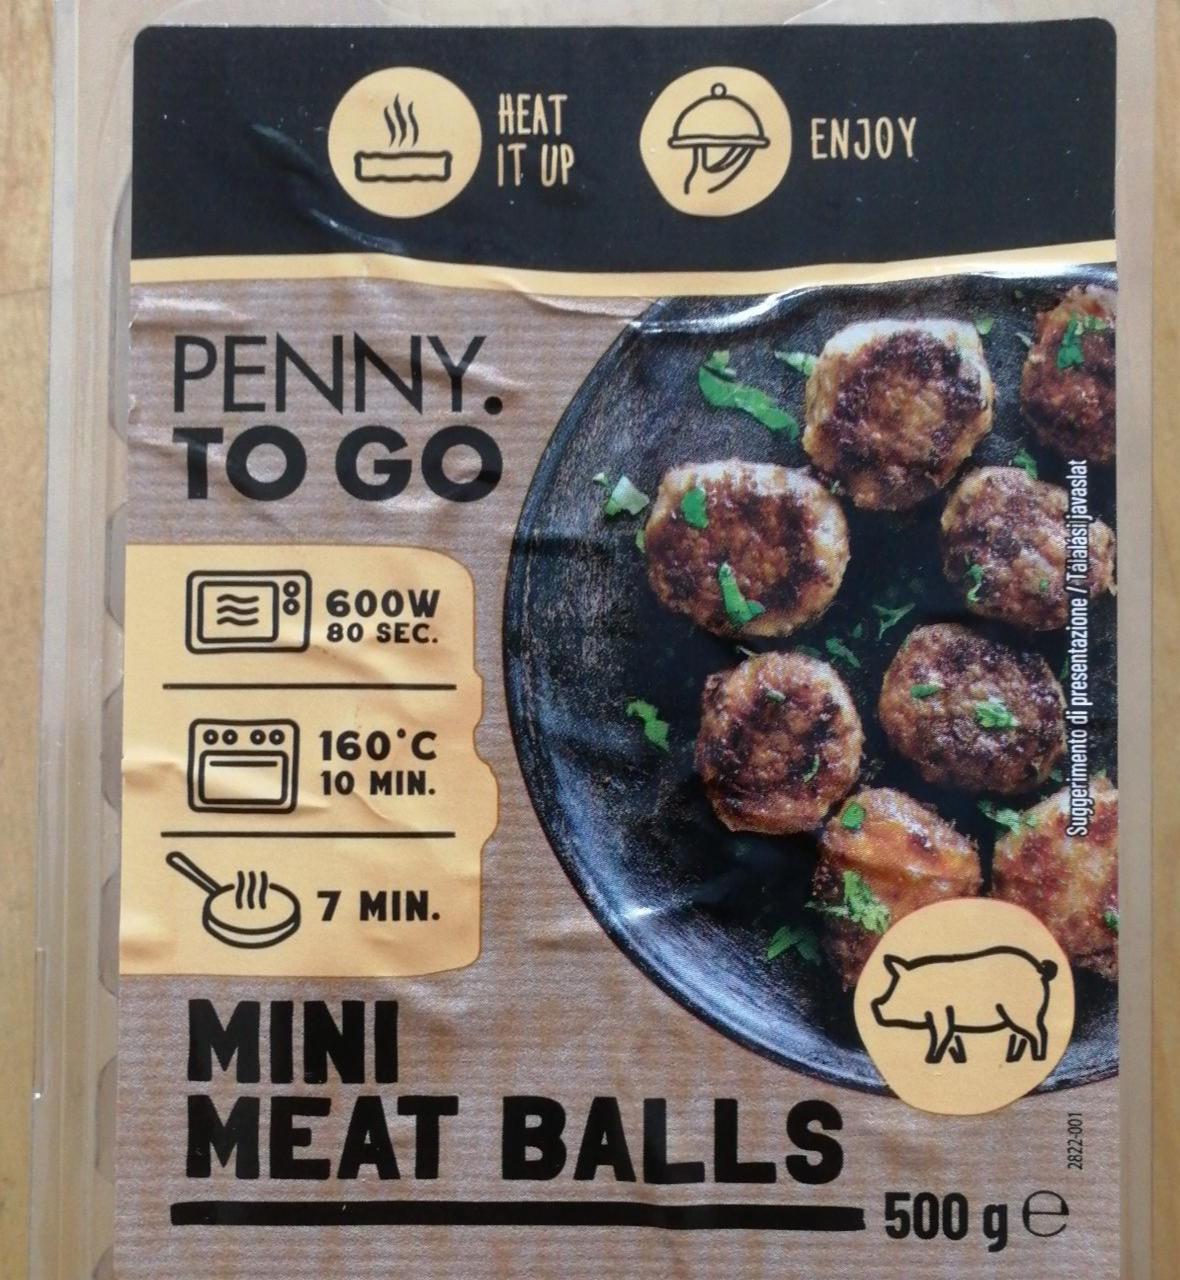 HEAT
IT UP
ENJOY
PENNY.
TO GO
600W
80 SEC.
160°C
10 MIN.
7 MIN.
Suggerimento di presentazione / Tálalási javaslat
MINI
MEAT BALLS
2822-001
500 g ℮